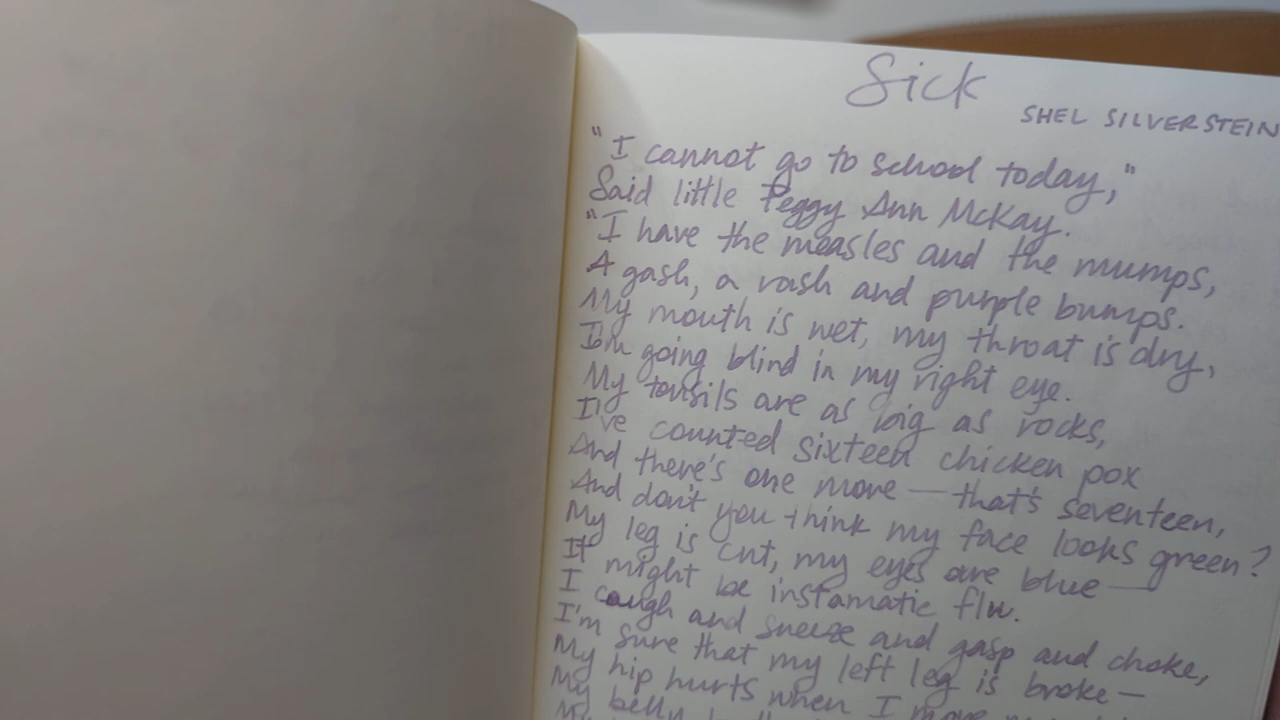 Sick
SHEL SILVERSTEIN
"I cannot go to school today,"
Said little Peggy Ann McKay.
"I have the measles and the mumps,
A gash, a rash and purple bumps.
My mouth is wet, my throat is dry,
I'm going blind in my right eye.
My tonsils are as big as rocks,
I've counted sixteen chicken pox
And there's one more — that's seventeen,
And don't you think my face looks green?
My leg is cut, my eyes are blue —
It might be instamatic flu.
I cough and sneeze and gasp and choke,
I'm sure that my left leg is broke —
My hip hurts when I move
My belly
My